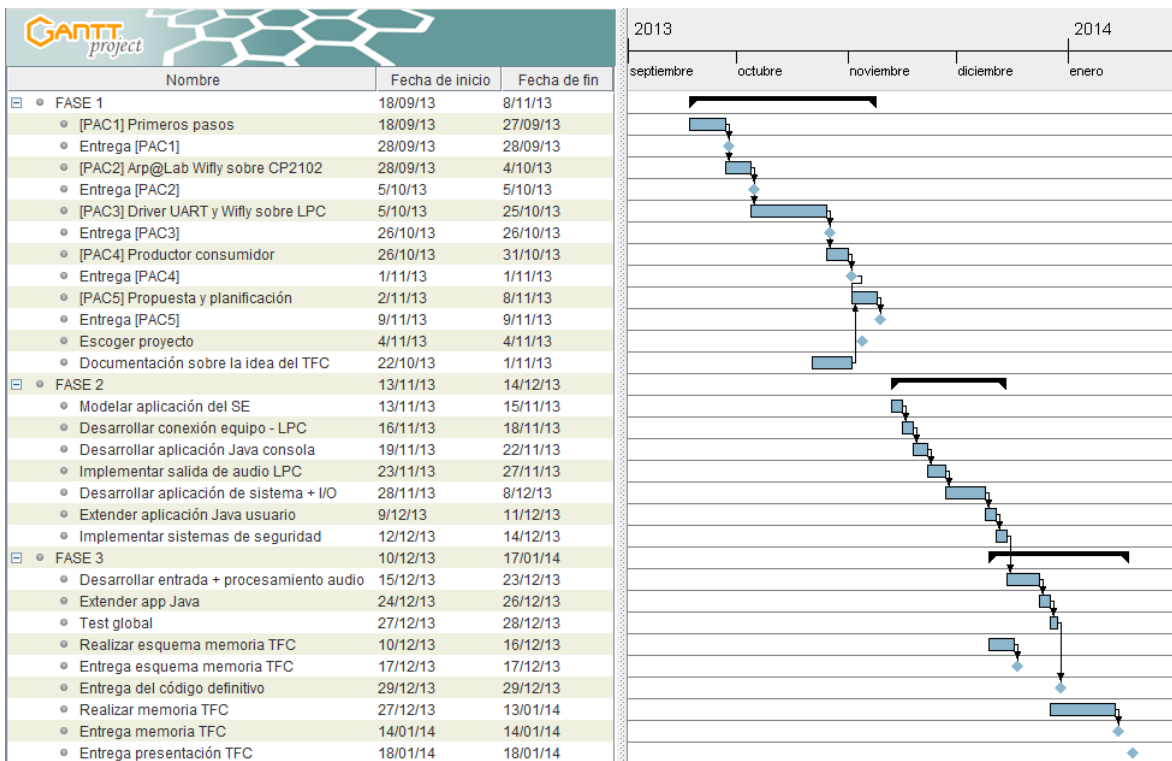 GANTT
project
2013 2014
septiembre octubre noviembre diciembre enero
Nombre Fecha de inicio Fecha de fin
FASE 1 18/09/13 8/11/13
[PAC1] Primeros pasos 18/09/13 27/09/13
Entrega [PAC1] 28/09/13 28/09/13
[PAC2] Arp@Lab Wifly sobre CP2102 28/09/13 4/10/13
Entrega [PAC2] 5/10/13 5/10/13
[PAC3] Driver UART y Wifly sobre LPC 5/10/13 25/10/13
Entrega [PAC3] 26/10/13 26/10/13
[PAC4] Productor consumidor 26/10/13 31/10/13
Entrega [PAC4] 1/11/13 1/11/13
[PAC5] Propuesta y planificación 2/11/13 8/11/13
Entrega [PAC5] 9/11/13 9/11/13
Escoger proyecto 4/11/13 4/11/13
Documentación sobre la idea del TFC 22/10/13 1/11/13
FASE 2 13/11/13 14/12/13
Modelar aplicación del SE 13/11/13 15/11/13
Desarrollar conexión equipo - LPC 16/11/13 18/11/13
Desarrollar aplicación Java consola 19/11/13 22/11/13
Implementar salida de audio LPC 23/11/13 27/11/13
Desarrollar aplicación de sistema + I/O 28/11/13 8/12/13
Extender aplicación Java usuario 9/12/13 11/12/13
Implementar sistemas de seguridad 12/12/13 14/12/13
FASE 3 10/12/13 17/01/14
Desarrollar entrada + procesamiento audio 15/12/13 23/12/13
Extender app Java 24/12/13 26/12/13
Test global 27/12/13 28/12/13
Realizar esquema memoria TFC 10/12/13 16/12/13
Entrega esquema memoria TFC 17/12/13 17/12/13
Entrega del código definitivo 29/12/13 29/12/13
Realizar memoria TFC 27/12/13 13/01/14
Entrega memoria TFC 14/01/14 14/01/14
Entrega presentación TFC 18/01/14 18/01/14